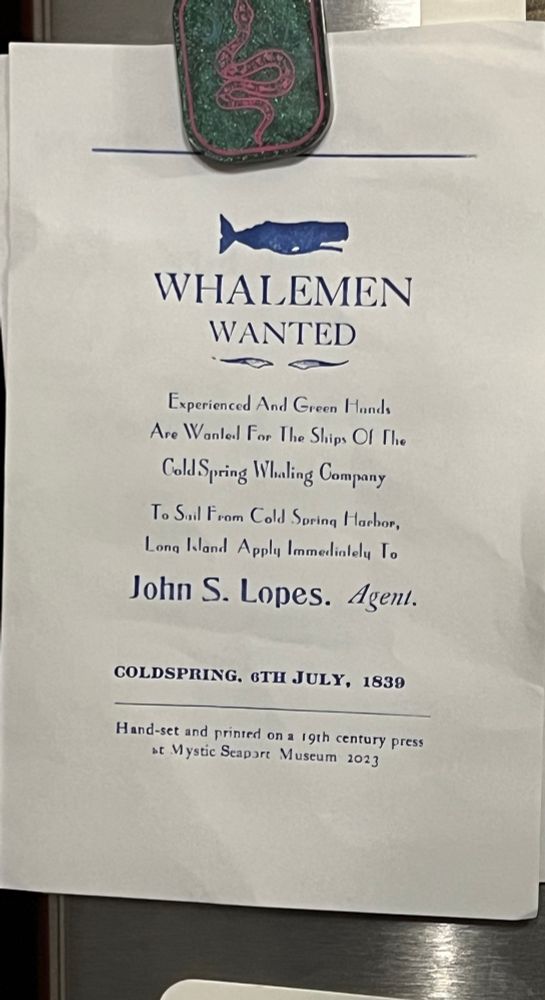 WHALEMEN
WANTED
Experienced And Green Hands
Are Wanted For The Ships Of The
ColdSpring Whaling Company
To Sail From Cold Spring Harbor,
Long Island Apply Immediately To
John S. Lopes. Agent.
COLDSPRING. 6TH JULY, 1839
Hand-set and printed on a 19th century press
at Mystic Seaport Museum 2023